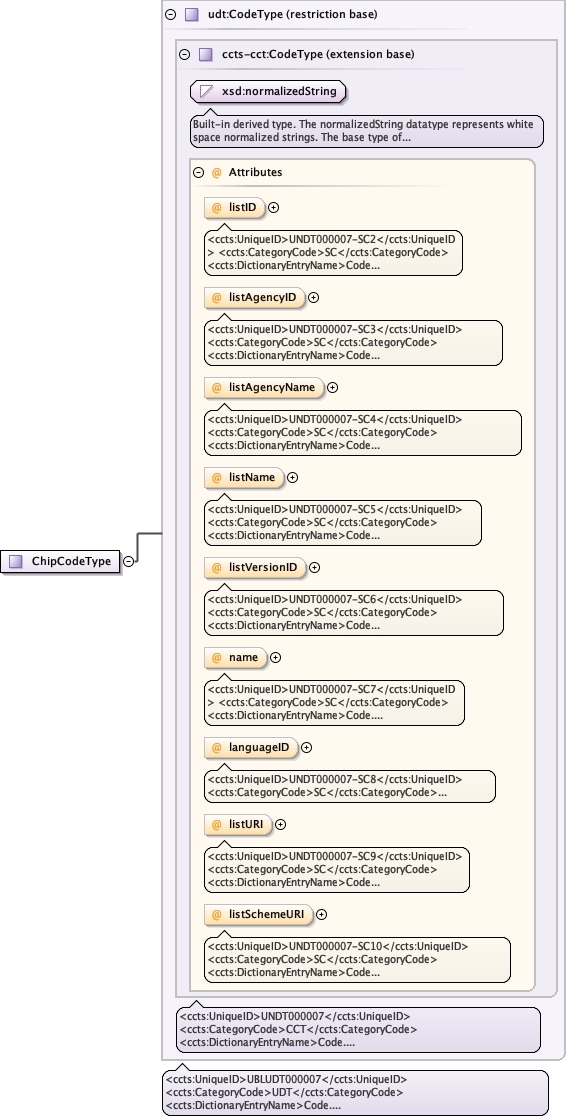 udt:CodeType (restriction base)
ccts-cct:CodeType (extension base)
xsd:normalizedString
Built-in derived type. The normalizedString datatype represents white
space normalized strings. The base type of...
@ Attributes
@ listID
<ccts:UniqueID>UNDT000007-SC2</ccts:UniqueID
> <ccts:CategoryCode>SC</ccts:CategoryCode>
<ccts:DictionaryEntryName>Code...
@ listAgencyID
<ccts:UniqueID>UNDT000007-SC3</ccts:UniqueID>
<ccts:CategoryCode>SC</ccts:CategoryCode>
<ccts:DictionaryEntryName>Code...
@ listAgencyName
<ccts:UniqueID>UNDT000007-SC4</ccts:UniqueID>
<ccts:CategoryCode>SC</ccts:CategoryCode>
<ccts:DictionaryEntryName>Code...
@ listName
<ccts:UniqueID>UNDT000007-SC5</ccts:UniqueID>
<ccts:CategoryCode>SC</ccts:CategoryCode>
<ccts:DictionaryEntryName>Code...
ChipCodeType
@ listVersionID
<ccts:UniqueID>UNDT000007-SC6</ccts:UniqueID>
<ccts:CategoryCode>SC</ccts:CategoryCode>
<ccts:DictionaryEntryName>Code...
@ name
<ccts:UniqueID>UNDT000007-SC7</ccts:UniqueID
> <ccts:CategoryCode>SC</ccts:CategoryCode>
<ccts:DictionaryEntryName>Code....
@ languageID
<ccts:UniqueID>UNDT000007-SC8</ccts:UniqueID>
<ccts:CategoryCode>SC</ccts:CategoryCode>...
@ listURI
<ccts:UniqueID>UNDT000007-SC9</ccts:UniqueID>
<ccts:CategoryCode>SC</ccts:CategoryCode>
<ccts:DictionaryEntryName>Code...
@ listSchemeURI
<ccts:UniqueID>UNDT000007-SC10</ccts:UniqueID>
<ccts:CategoryCode>SC</ccts:CategoryCode>
<ccts:DictionaryEntryName>Code...
<ccts:UniqueID>UNDT000007</ccts:UniqueID>
<ccts:CategoryCode>CCT</ccts:CategoryCode>
<ccts:DictionaryEntryName>Code....
<ccts:UniqueID>UBLUDT000007</ccts:UniqueID>
<ccts:CategoryCode>UDT</ccts:CategoryCode>
<ccts:DictionaryEntryName>Code....